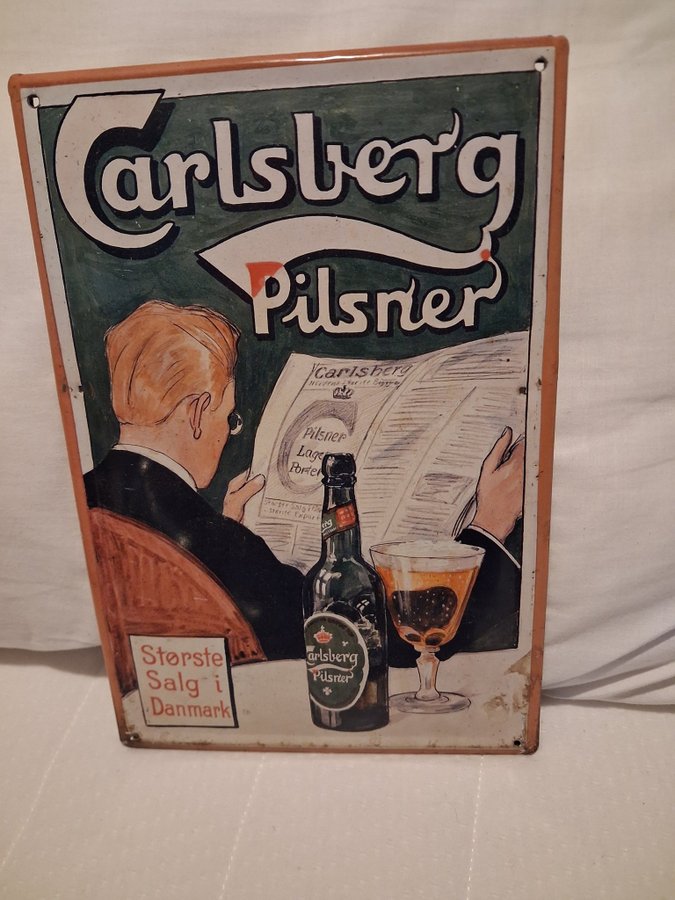 Carlsberg
Pilsner
Carlsberg
Pilsner
Lager
Porter
Carlsberg
Pilsner
Største
Salg i
Danmark